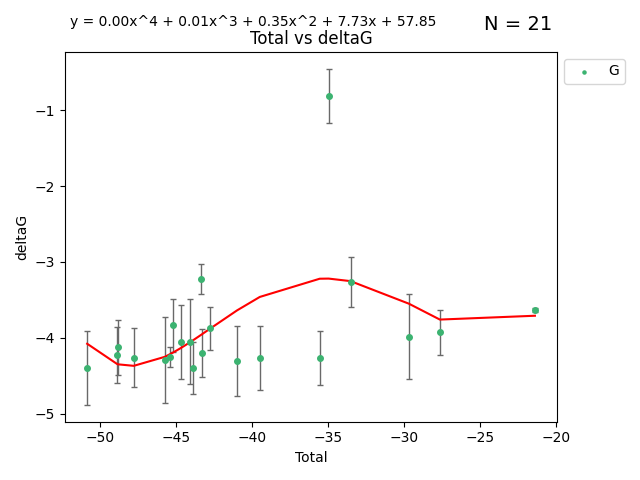 y = 0.00x^4 + 0.01x^3 + 0.35x^2 + 7.73x + 57.85
N = 21
Total vs deltaG
G
deltaG
−1
−2
−3
−4
−5
−50
−45
−40
−35
−30
−25
−20
Total